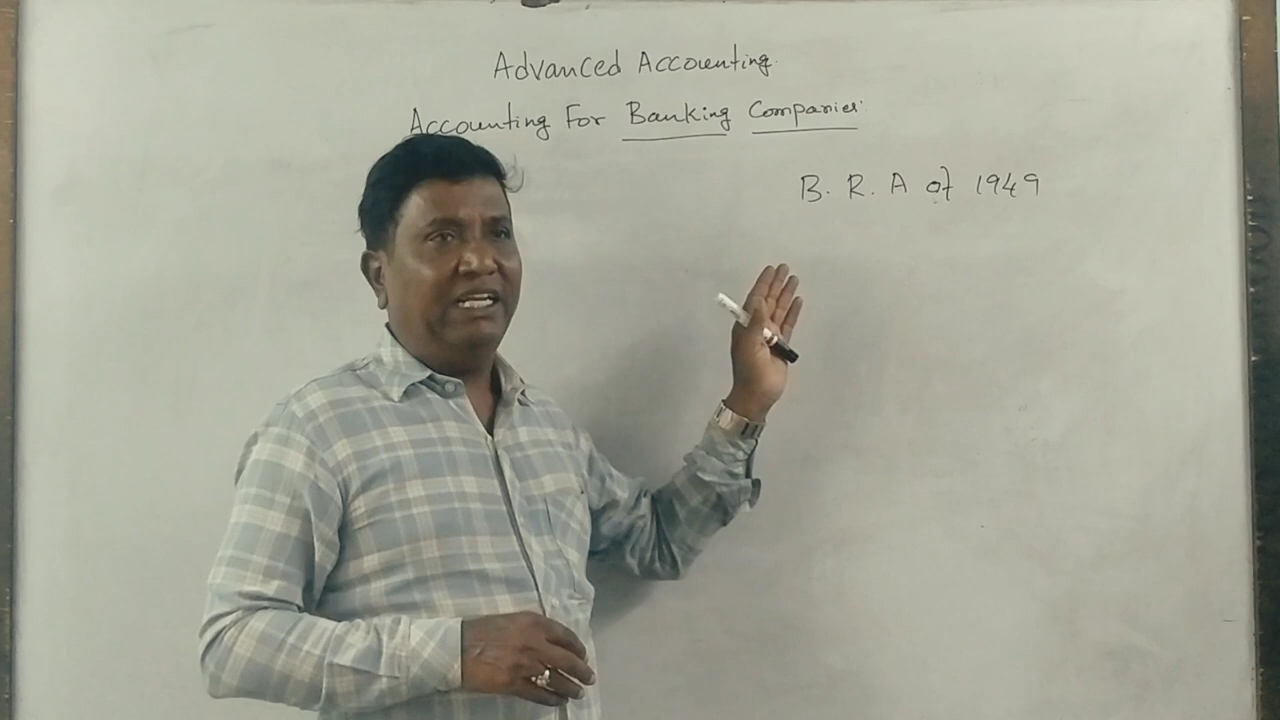 Advanced Accounting.
Accounting For Banking Companies:
B. R. A of 1949